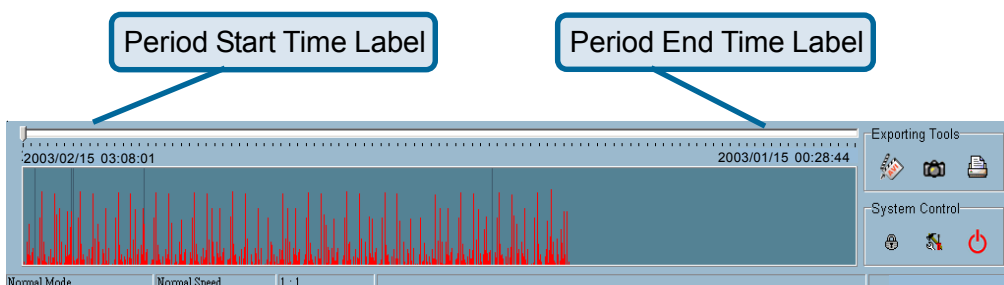 Period Start Time Label
Period End Time Label
Exporting Tools
2003/02/15 03:08:01
2003/01/15 00:28:44
System Control
Normal Mode
Normal Speed
1 : 1